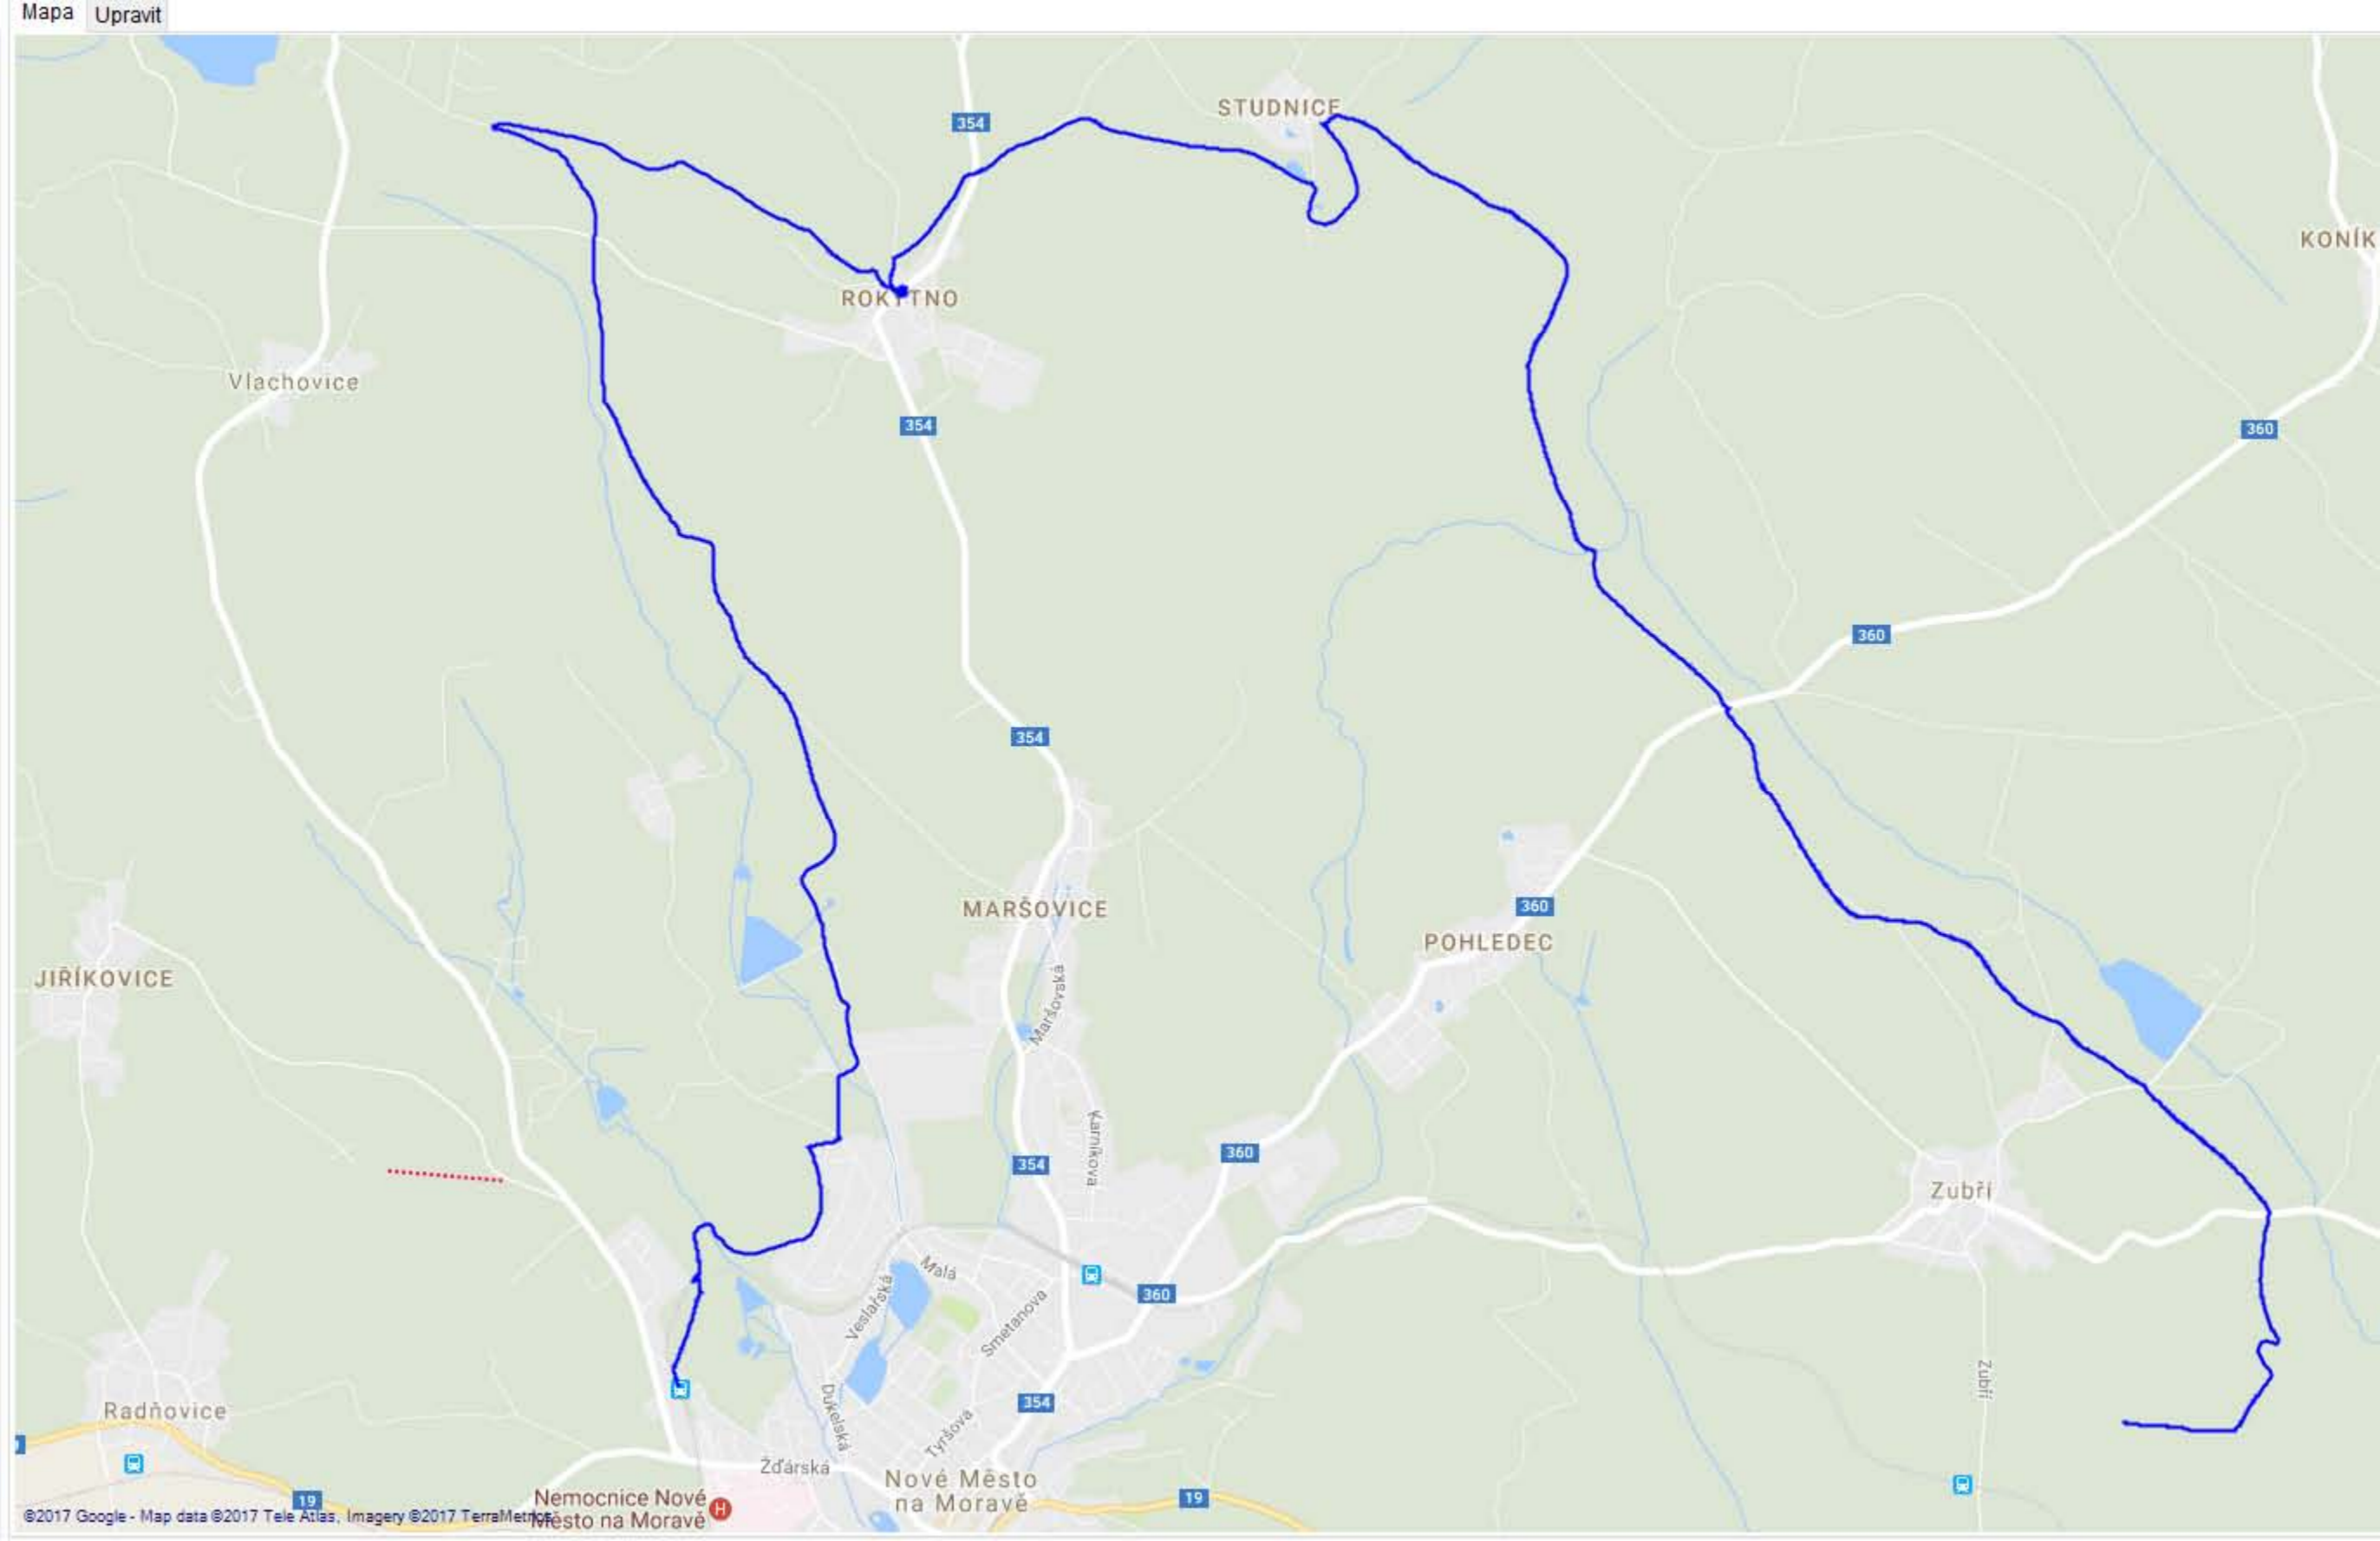 Mapa
Upravit
STUDNICE
354
KONÍK
ROKYTNO
Vlachovice
354
360
360
354
MARŠOVICE
360
POHLEDEC
JIŘÍKOVICE
Maršovská
Karníkova
354
360
Zubří
Malá
Veslařská
Smetanova
360
Zubří
Radňovice
Dukelská
354
Tyršova
Žďárská
Nové Město
na Moravě
19
Nemocnice Nové
Město na Moravě
H
19
©2017 Google - Map data ©2017 Tele Atlas, Imagery ©2017 TerraMetrics